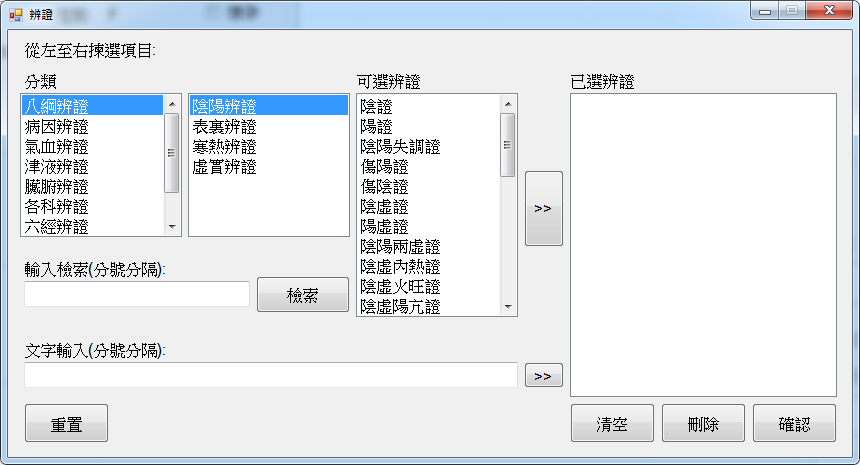 辨證
從左至右揀選項目:
分類
可選辨證
已選辨證
八綱辨證
病因辨證
氣血辨證
津液辨證
臟腑辨證
各科辨證
六經辨證
陰陽辨證
表裏辨證
寒熱辨證
虛實辨證
陰證
陽證
陰陽失調證
傷陽證
傷陰證
陰虛證
陽虛證
陰陽兩虛證
陰虛內熱證
陰虛火旺證
陰虛陽亢證
>>
輸入檢索(分號分隔):
檢索
文字輸入(分號分隔):
>>
重置
清空
刪除
確認